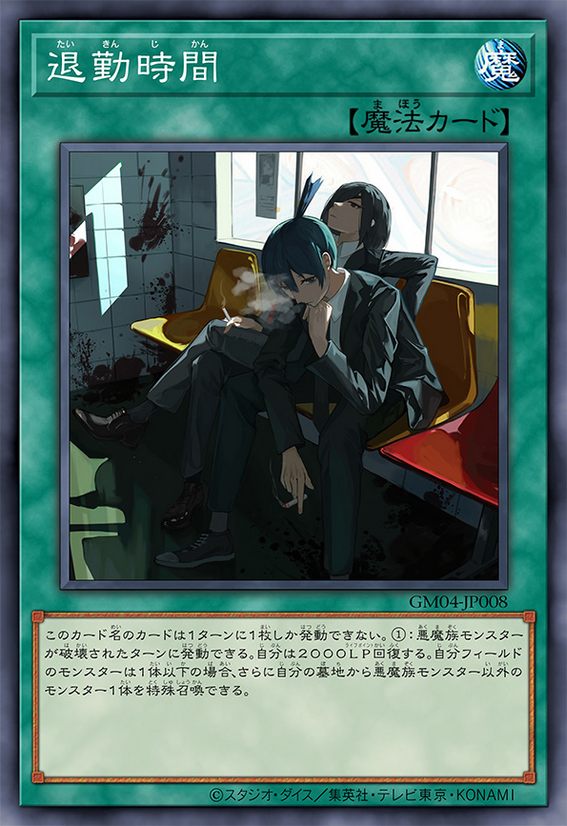 退勤時間
魔
【魔法カード】
GM04-JP008
このカード名のカードは1ターンに1枚しか発動できない。①：悪魔族モンスター
が破壊されたターンに発動できる。自分は2000LP回復する。自分フィールド
のモンスターは1体以下の場合、さらに自分の墓地から悪魔族モンスター以外の
モンスター1体を特殊召喚できる。
©スタジオ・ダイス／集英社・テレビ東京・KONAMI